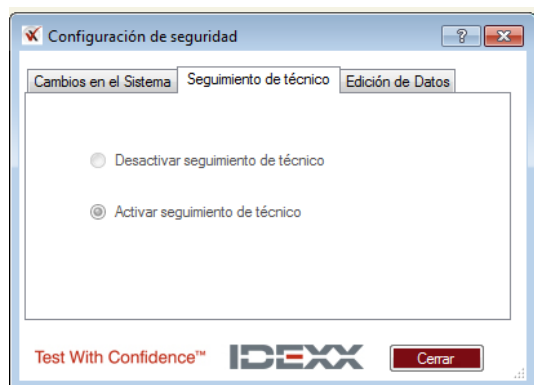 Configuración de seguridad
Cambios en el Sistema Seguimiento de técnico Edición de Datos
Desactivar seguimiento de técnico
Activar seguimiento de técnico
Test With Confidence™ IDEXX Cerrar